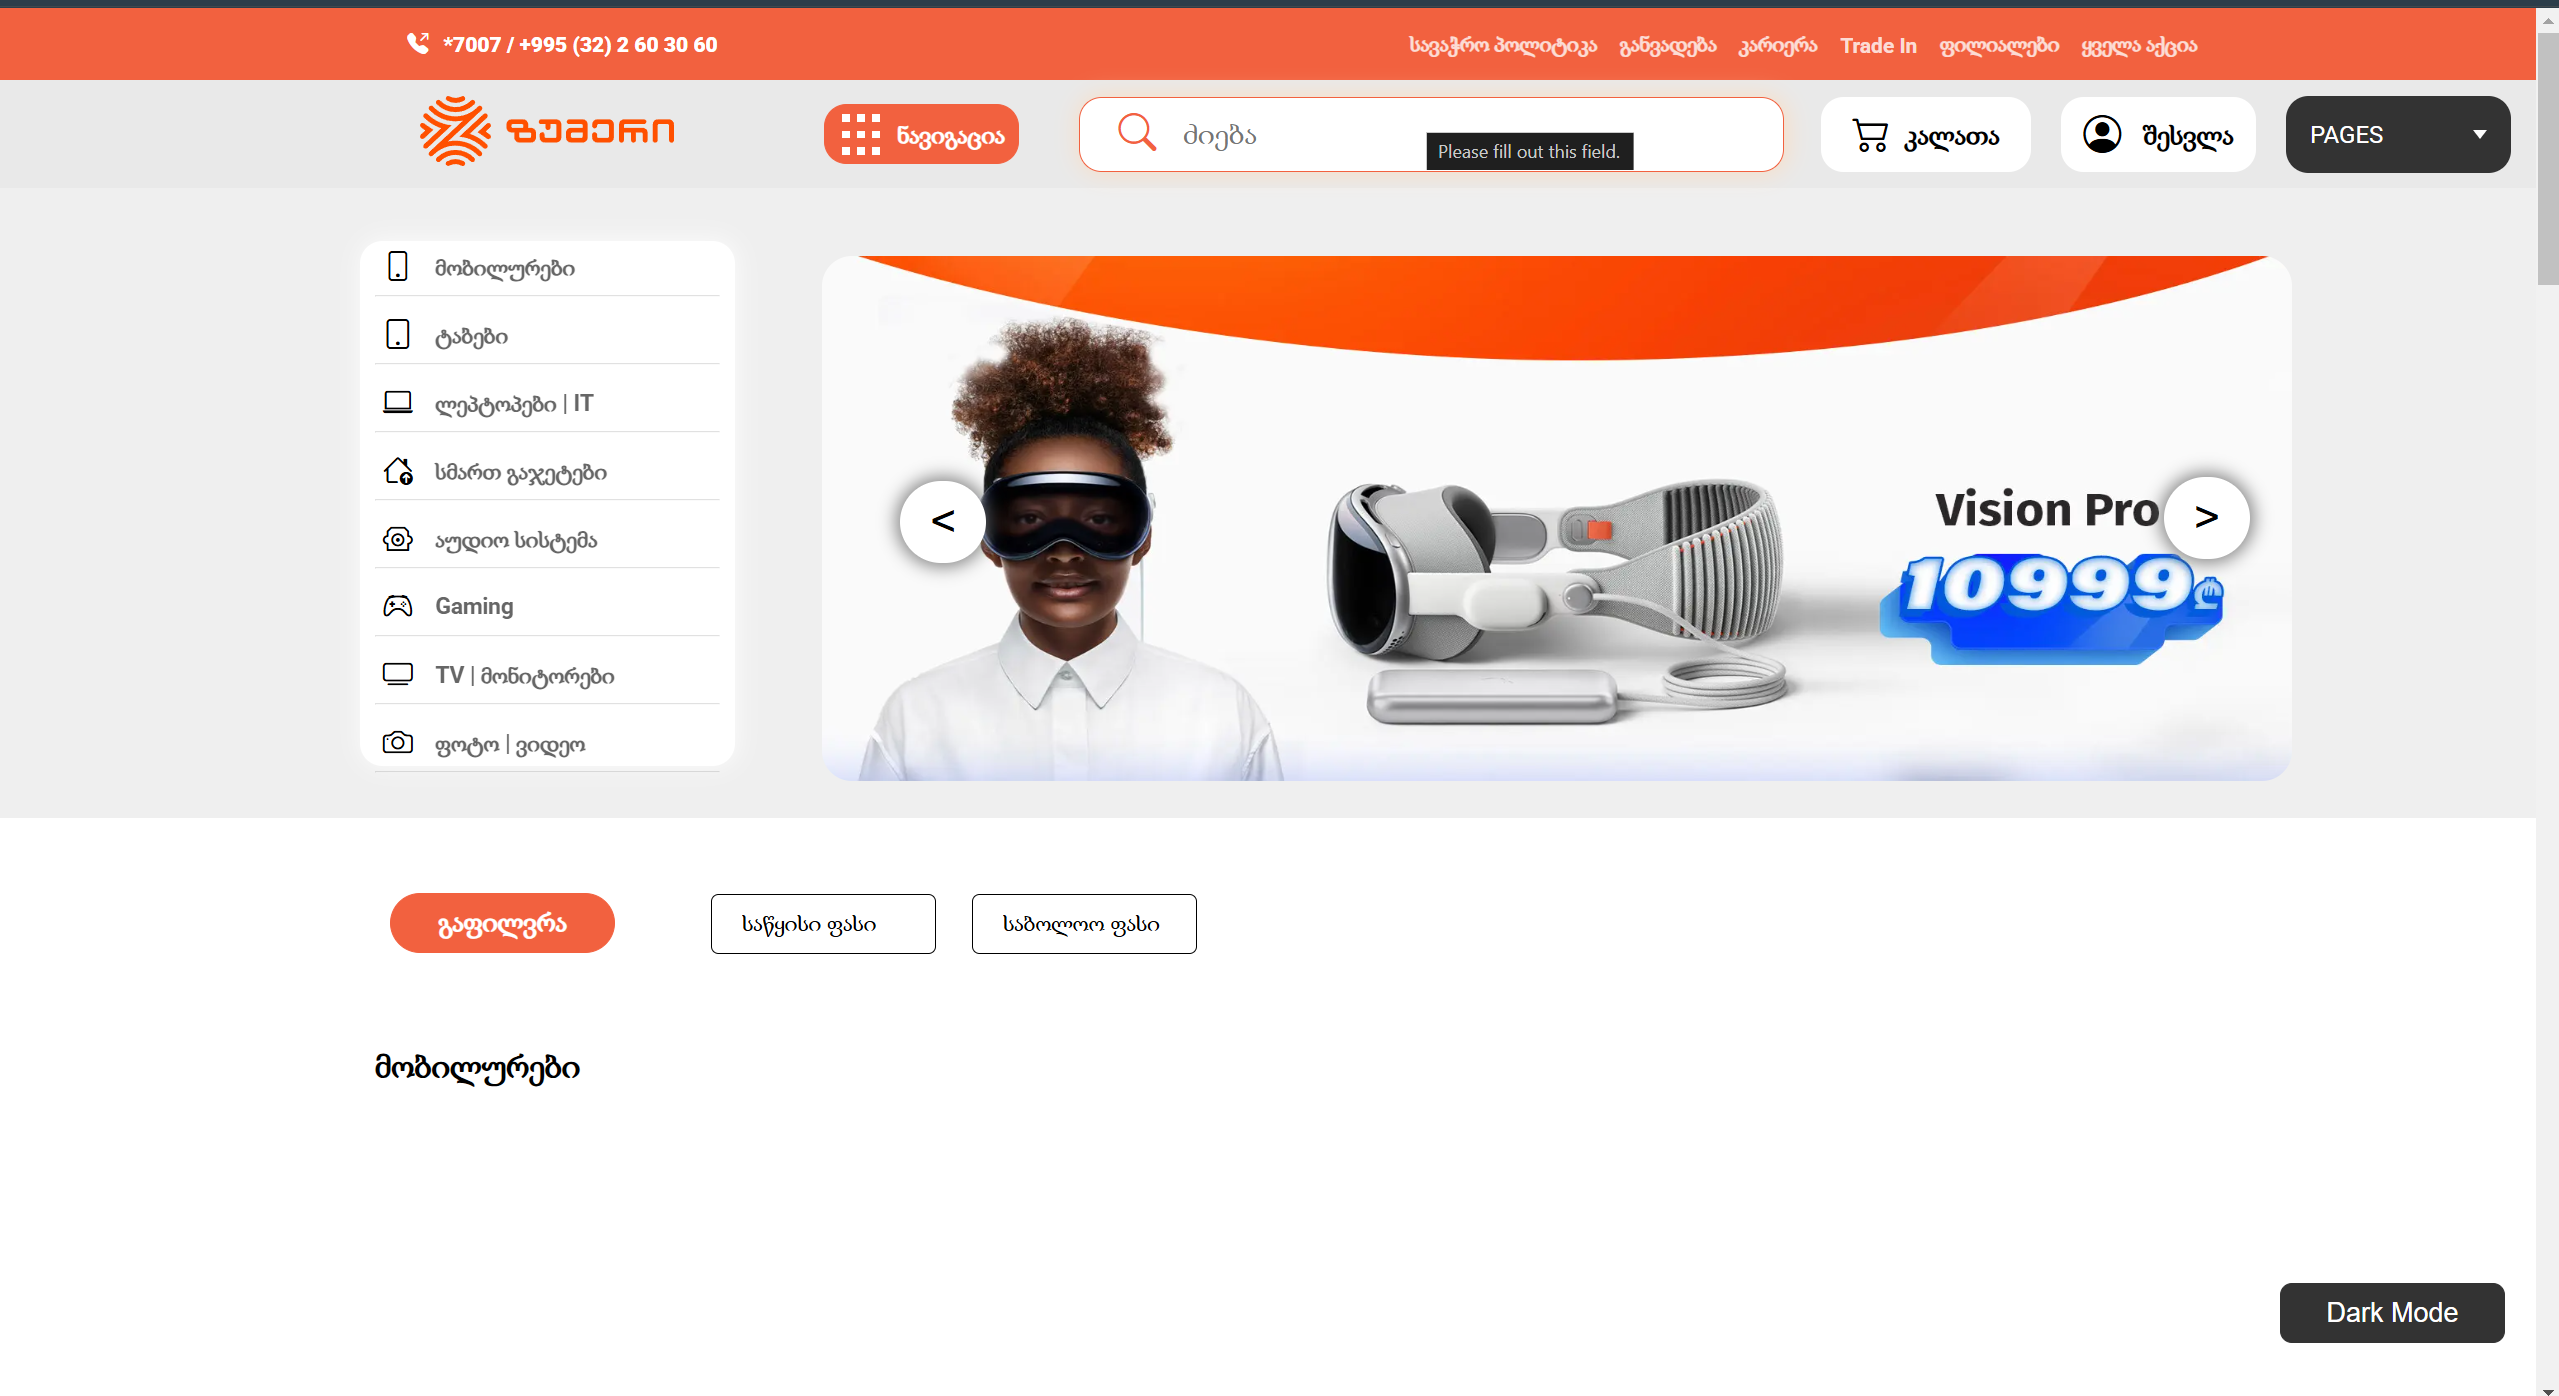 *7007 / +995 (32) 2 60 30 60
სავაჭრო პოლიტიკა განვადება კარიერა Trade In ფილიალები ყველა აქცია
ზუმერი
ნავიგაცია
ძიება
Please fill out this field.
კალათა
შესვლა
PAGES
მობილურები
ტაბები
ლეპტოპები | IT
სმართ გაჯეტები
აუდიო სისტემა
Gaming
TV | მონიტორები
ფოტო | ვიდეო
<
Vision Pro
>
10999₾
გაფილვრა
საწყისი ფასი
საბოლოო ფასი
მობილურები
Dark Mode